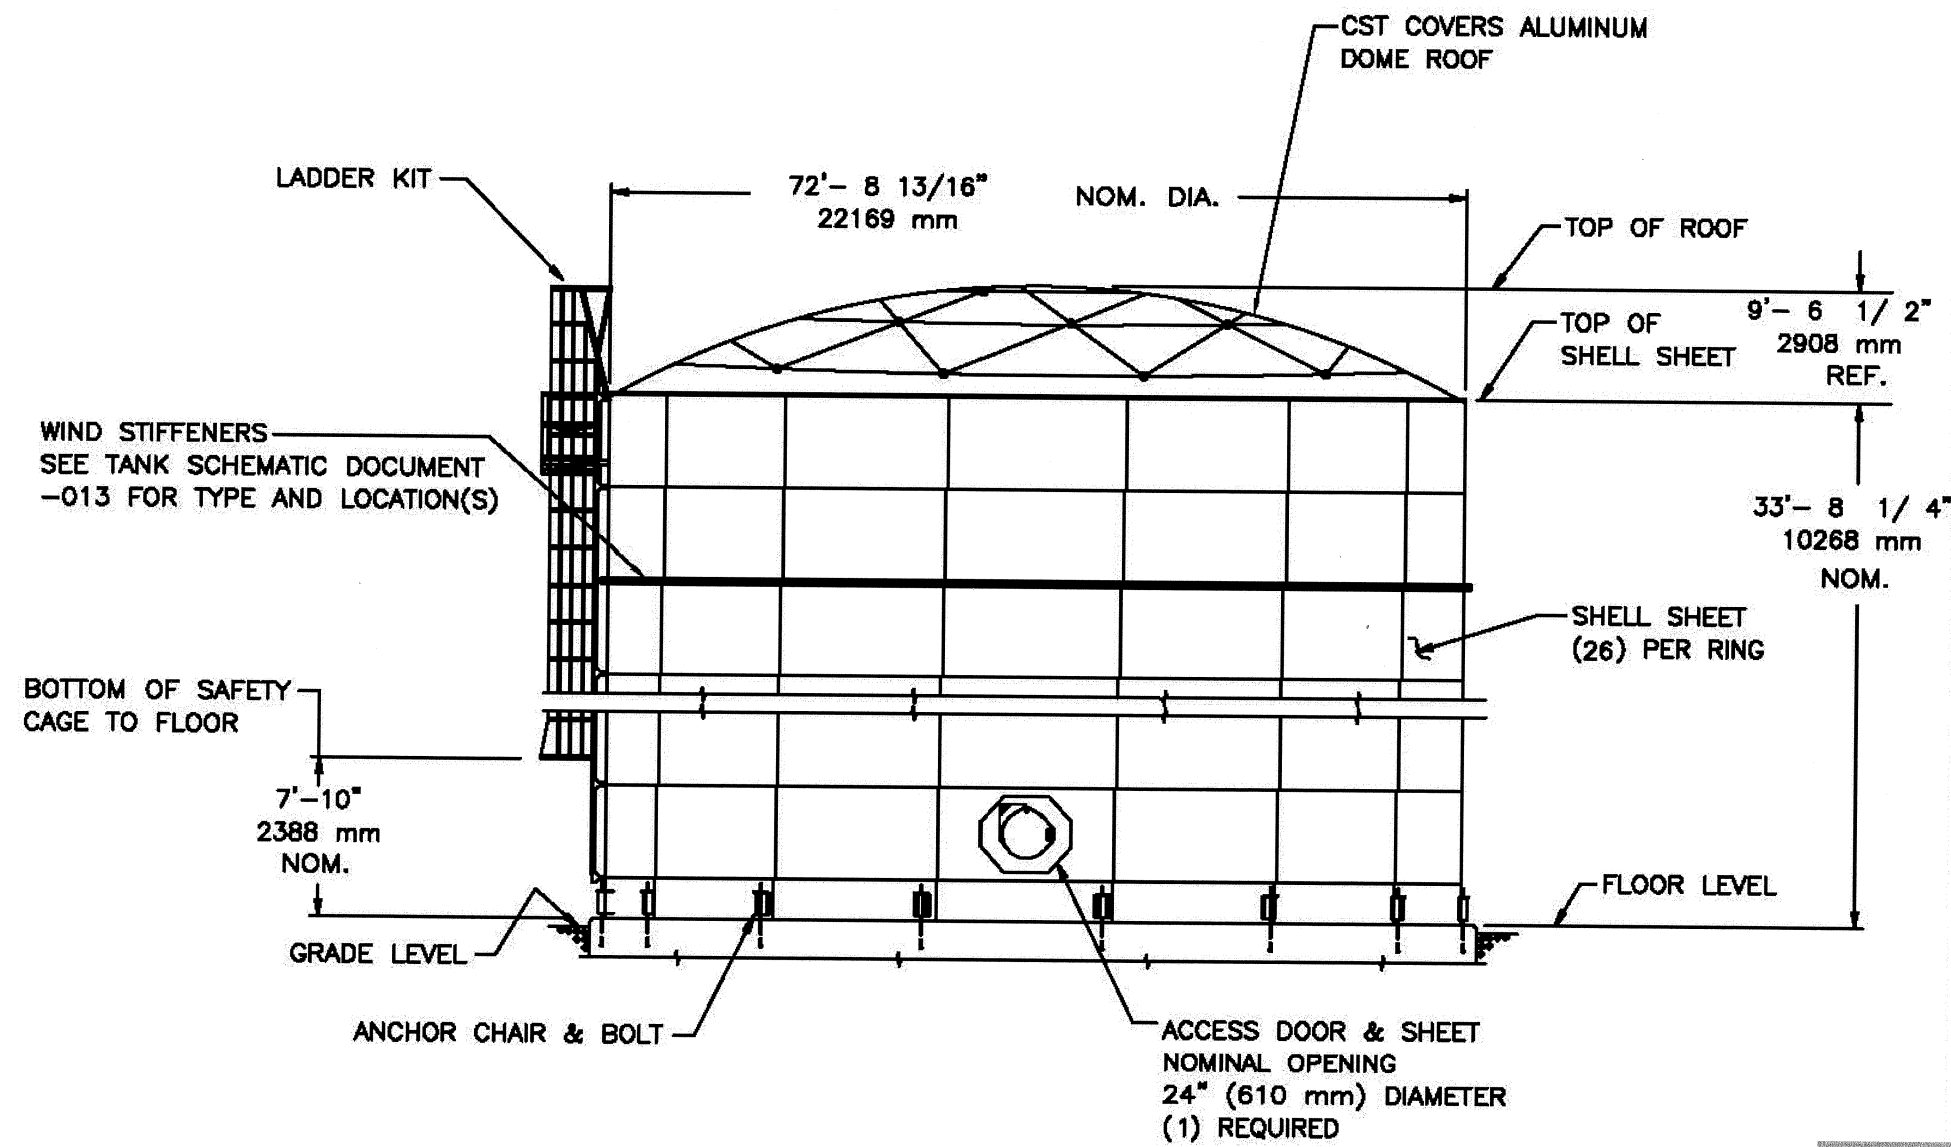 CST COVERS ALUMINUM
DOME ROOF
LADDER KIT
72'- 8 13/16"
22169 mm
NOM. DIA.
TOP OF ROOF
9'- 6 1/ 2"
2908 mm
REF.
TOP OF
SHELL SHEET
WIND STIFFENERS
SEE TANK SCHEMATIC DOCUMENT
-013 FOR TYPE AND LOCATION(S)
33'- 8 1/ 4"
10268 mm
NOM.
SHELL SHEET
(26) PER RING
BOTTOM OF SAFETY
CAGE TO FLOOR
7'-10"
2388 mm
NOM.
FLOOR LEVEL
GRADE LEVEL
ANCHOR CHAIR & BOLT
ACCESS DOOR & SHEET
NOMINAL OPENING
24" (610 mm) DIAMETER
(1) REQUIRED